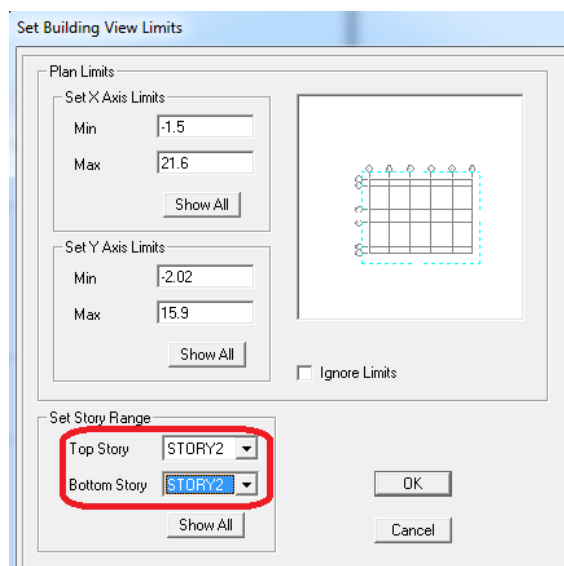 Set Building View Limits
Plan Limits
Set X Axis Limits
Min -1.5
Max 21.6
Show All
Set Y Axis Limits
Min -2.02
Max 15.9
Show All
Ignore Limits
Set Story Range
Top Story STORY2
Bottom Story STORY2
Show All
OK
Cancel